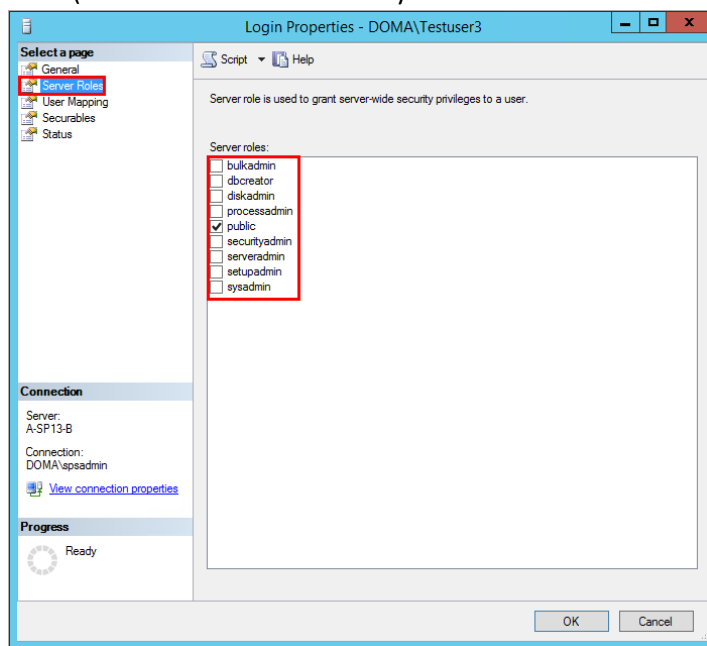 Login Properties - DOMA\Testuser3
Select a page
General
Server Roles
User Mapping
Securables
Status
Script Help
Server role is used to grant server-wide security privileges to a user.
Server roles:
bulkadmin
dbcreator
diskadmin
processadmin
public
securityadmin
serveradmin
setupadmin
sysadmin
Connection
Server:
A-SP13-B
Connection:
DOMA\spsadmin
View connection properties
Progress
Ready
OK Cancel